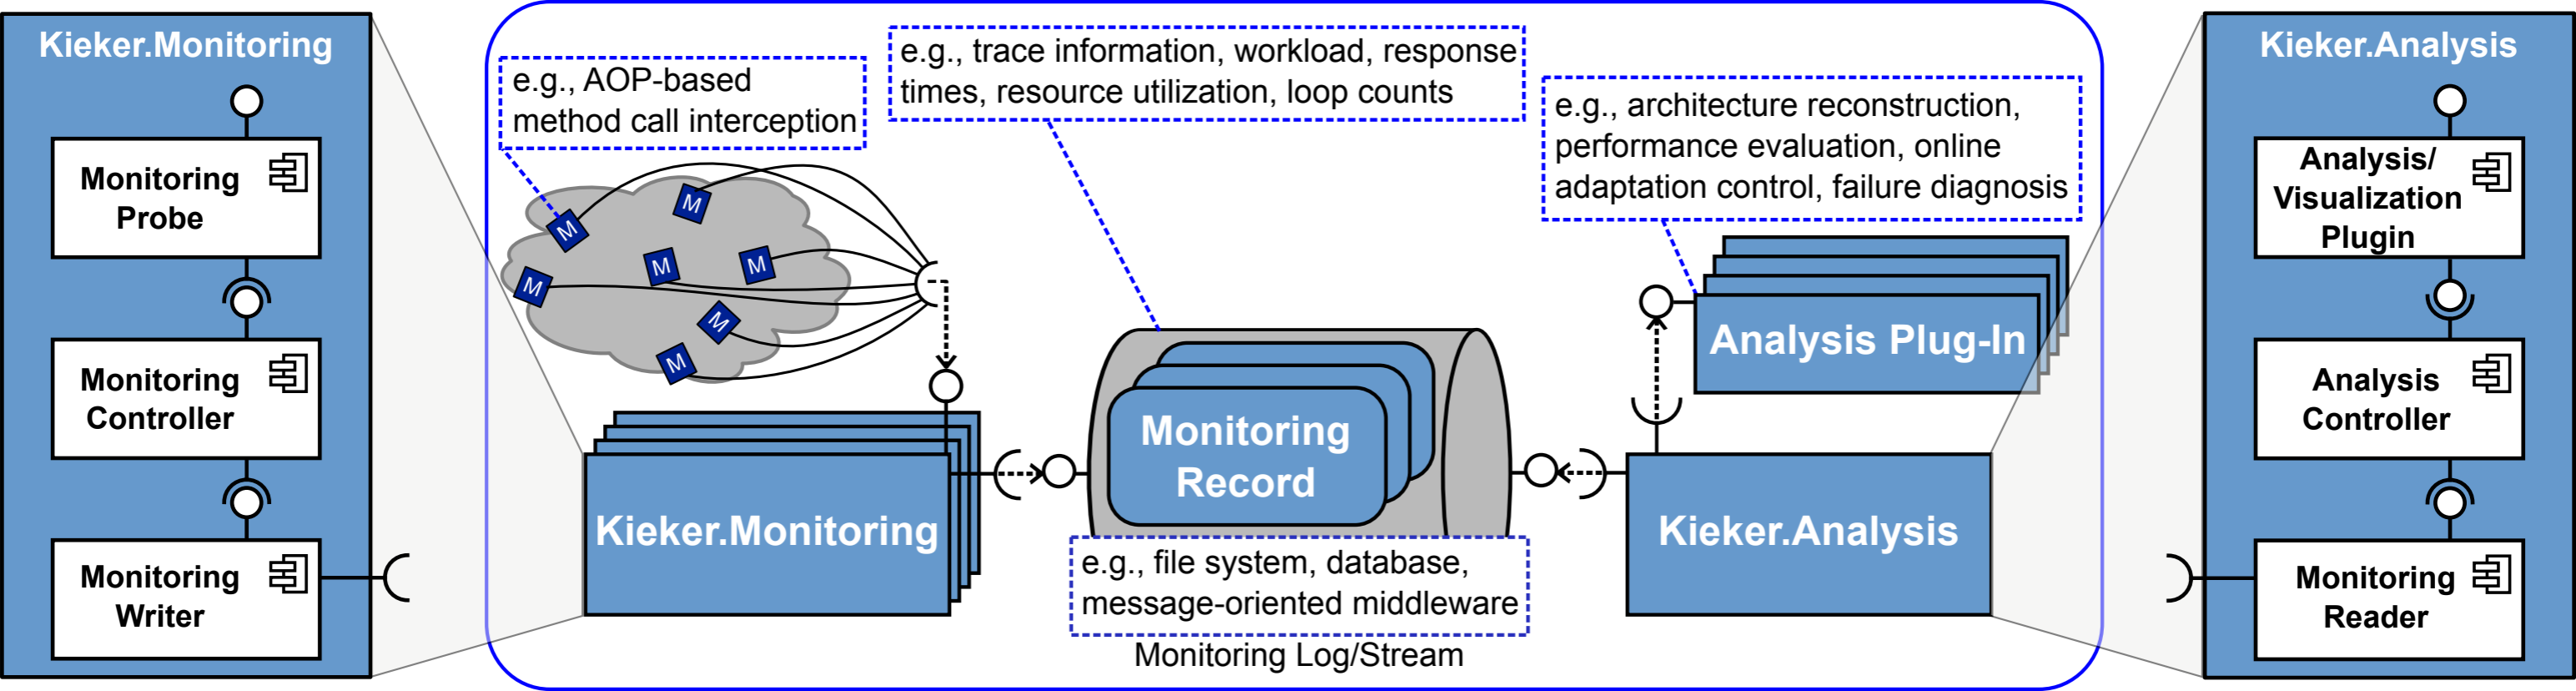 Kieker.Monitoring
Monitoring
Probe
Monitoring
Controller
Monitoring
Writer
e.g., AOP-based
method call interception
M
M
M
M
M
M
M
Kieker.Monitoring
e.g., trace information, workload, response
times, resource utilization, loop counts
Monitoring
Record
e.g., file system, database,
message-oriented middleware
Monitoring Log/Stream
e.g., architecture reconstruction,
performance evaluation, online
adaptation control, failure diagnosis
Analysis Plug-In
Kieker.Analysis
Kieker.Analysis
Analysis/
Visualization
Plugin
Analysis
Controller
Monitoring
Reader